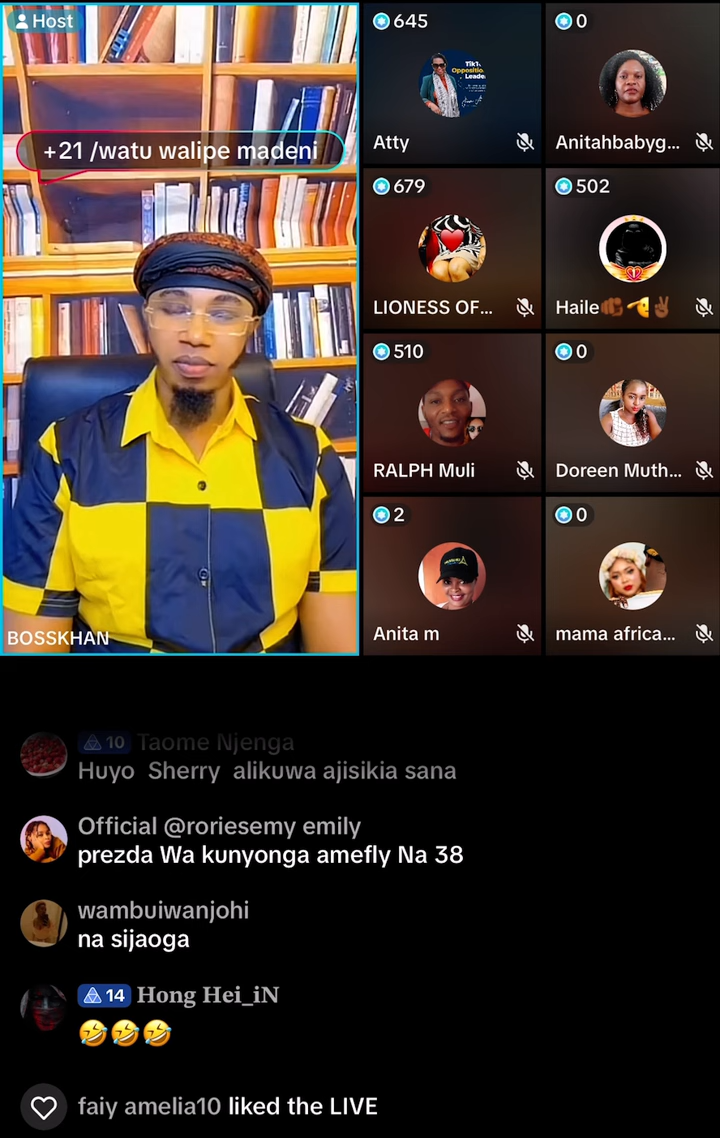 Host
+21 /watu walipe madeni
BOSSKHAN
645
Atty
0
Anitahbabyg...
679
LIONESS OF...
502
Haile🤛🏾🫲✌🏾
510
RALPH Muli
0
Doreen Muth...
2
Anita m
0
mama africa...
10 Taome Njenga
Huyo Sherry alikuwa ajisikia sana
Official @roriesemy emily
prezda Wa kunyonga amefly Na 38
wambuiwanjohi
na sijaoga
14 Hong Hei_iN
🤣🤣🤣
faiy amelia10 liked the LIVE